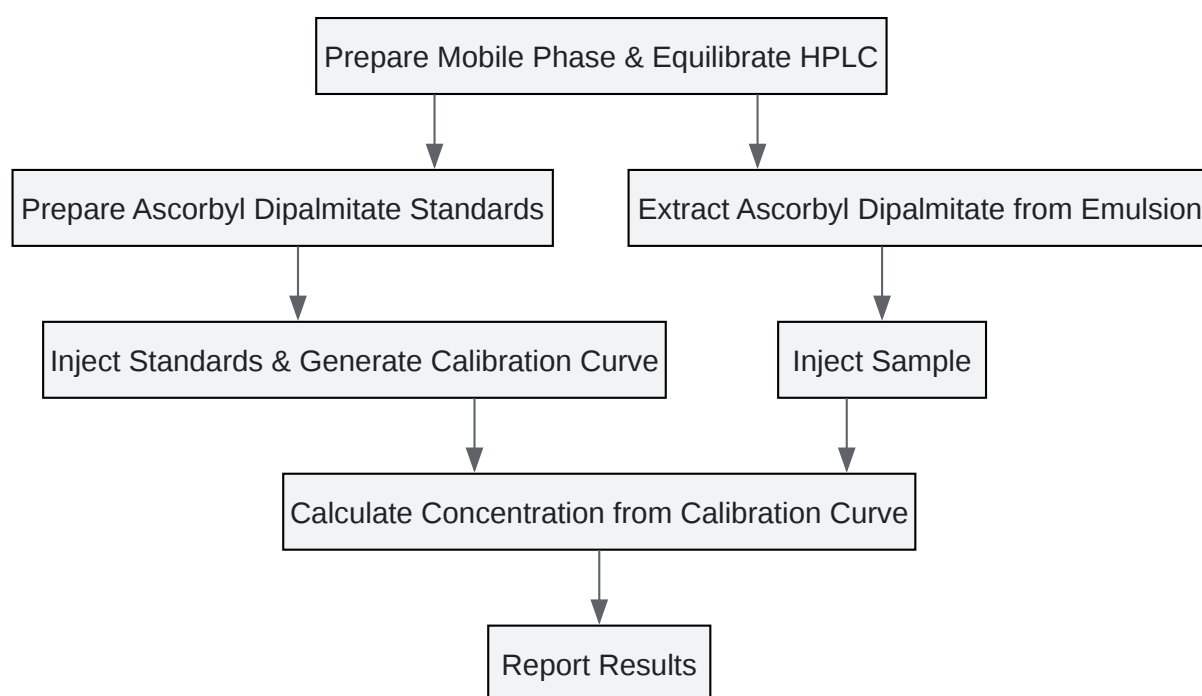 Prepare Mobile Phase & Equilibrate HPLC
Prepare Ascorbyl Dipalmitate Standards
Extract Ascorbyl Dipalmitate from Emulsion
Inject Standards & Generate Calibration Curve
Inject Sample
Calculate Concentration from Calibration Curve
Report Results